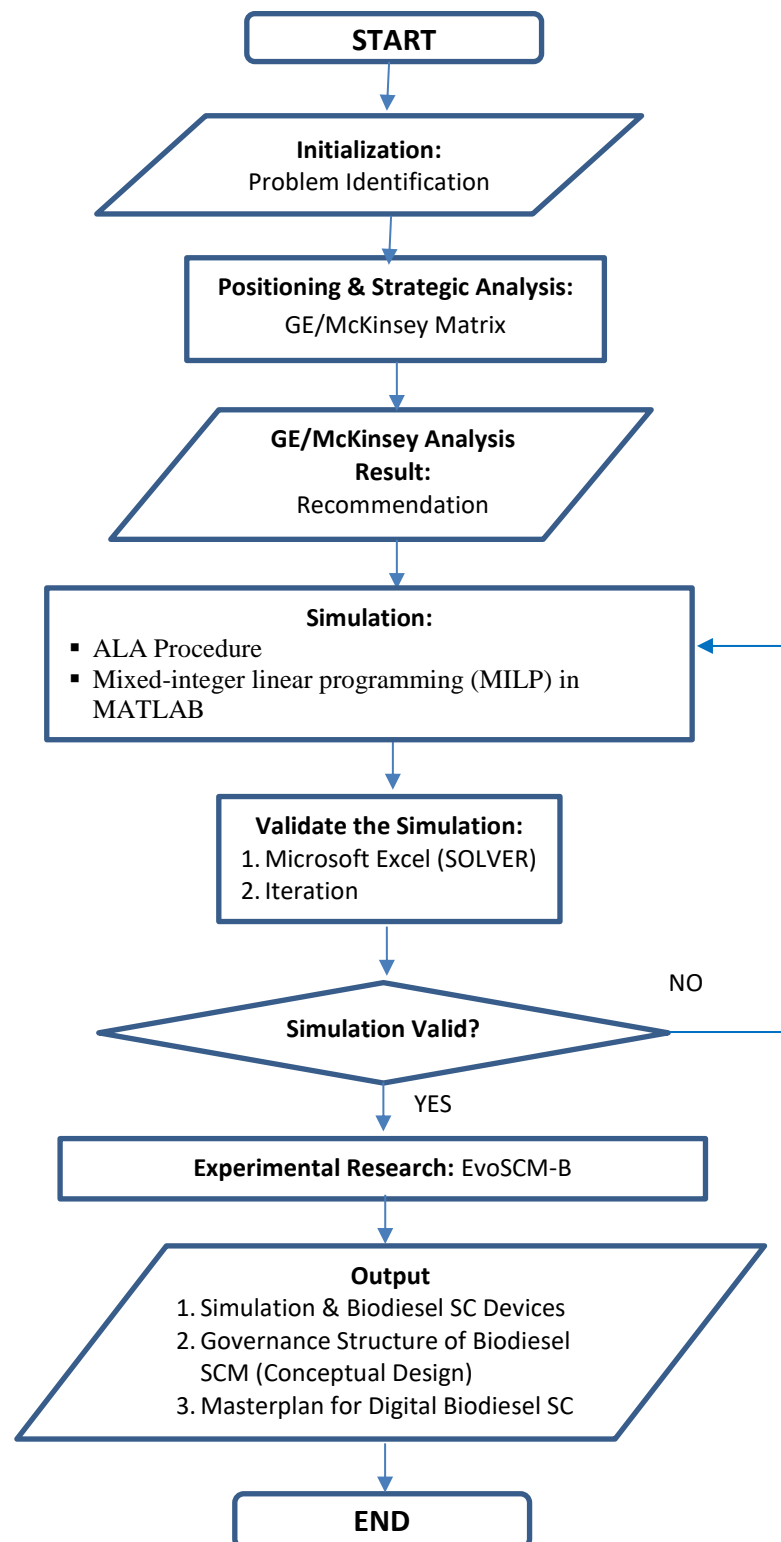 START
Initialization:
Problem Identification
Positioning & Strategic Analysis:
GE/McKinsey Matrix
GE/McKinsey Analysis
Result:
Recommendation
Simulation:
▪ ALA Procedure
▪ Mixed-integer linear programming (MILP) in
MATLAB
Validate the Simulation:
1. Microsoft Excel (SOLVER)
2. Iteration
NO
Simulation Valid?
YES
Experimental Research: EvoSCM-B
Output
1. Simulation & Biodiesel SC Devices
2. Governance Structure of Biodiesel
SCM (Conceptual Design)
3. Masterplan for Digital Biodiesel SC
END